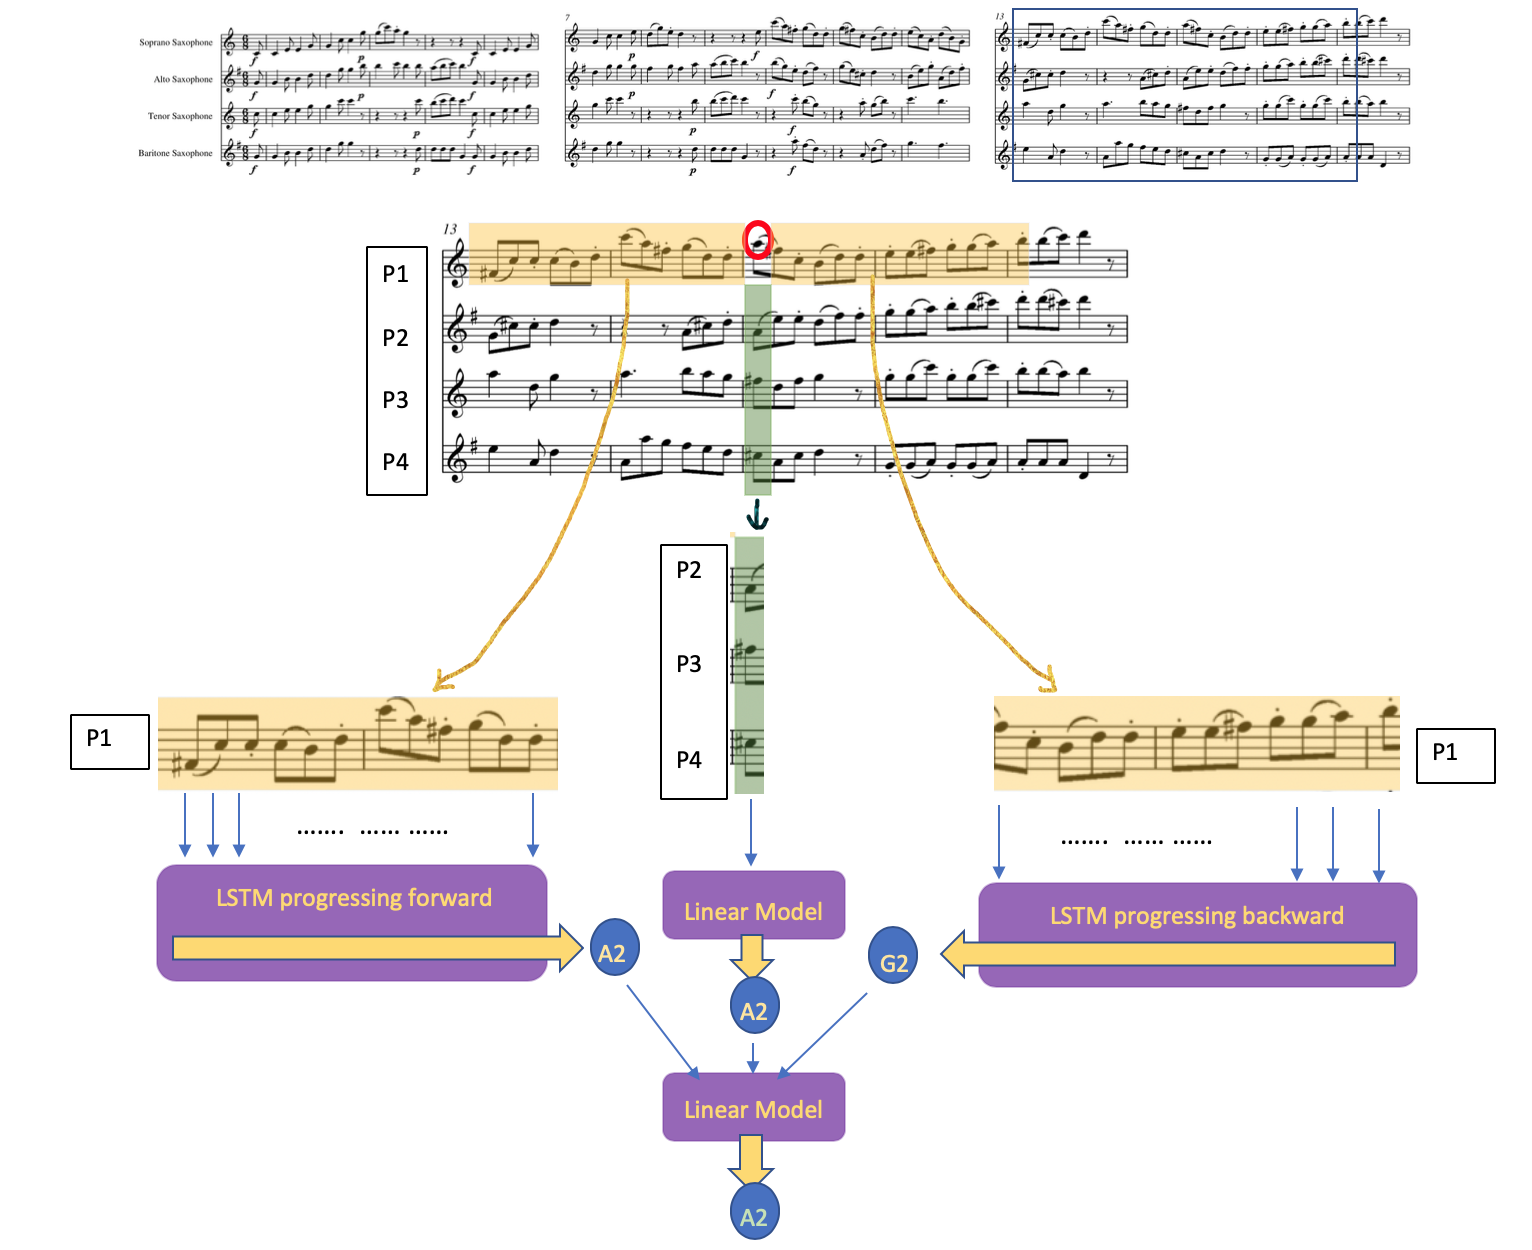 7
13
Soprano Saxophone
Alto Saxophone
Tenor Saxophone
Baritone Saxophone
f p f p f
f p f f
f p f p f
f p f p f
13
P1
P2
P3
P4
P2
P3
P4
P1
P1
....... ...... ......
....... ...... ......
LSTM progressing forward
Linear Model
LSTM progressing backward
A2
G2
A2
Linear Model
A2